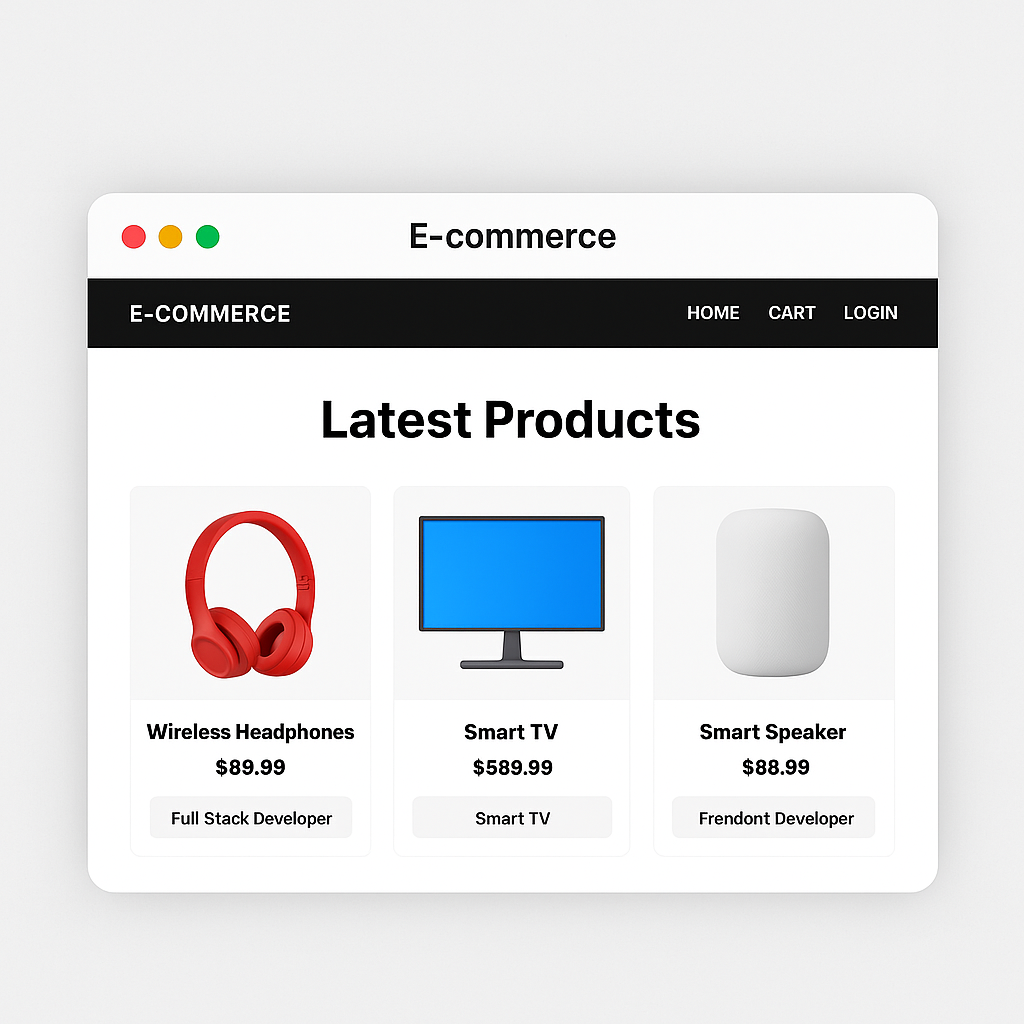 E-commerce
E-COMMERCE HOME CART LOGIN
Latest Products
Wireless Headphones
$89.99
Full Stack Developer
Smart TV
$589.99
Smart TV
Smart Speaker
$88.99
Frendont Developer